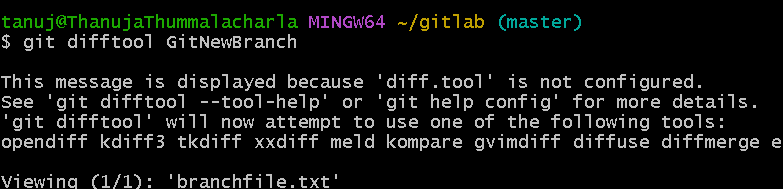 tanuj@ThanujaThummalacharla MINGW64 ~/gitlab (master)
$ git difftool GitNewBranch
This message is displayed because 'diff.tool' is not configured.
See 'git difftool --tool-help' or 'git help config' for more details.
'git difftool' will now attempt to use one of the following tools:
opendiff kdiff3 tkdiff xxdiff meld kompare gvimdiff diffuse diffmerge e
Viewing (1/1): 'branchfile.txt'